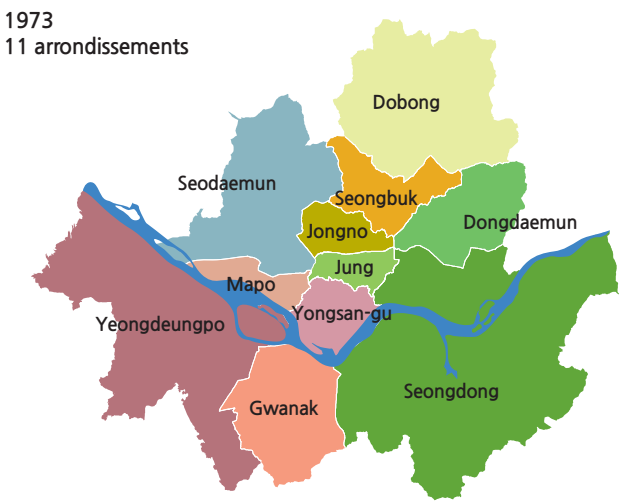 1973
11 arrondissements
Dobong
Seodaemun
Seongbuk
Dongdaemun
Jongno
Jung
Mapo
Yongsan-gu
Yeongdeungpo
Seongdong
Gwanak